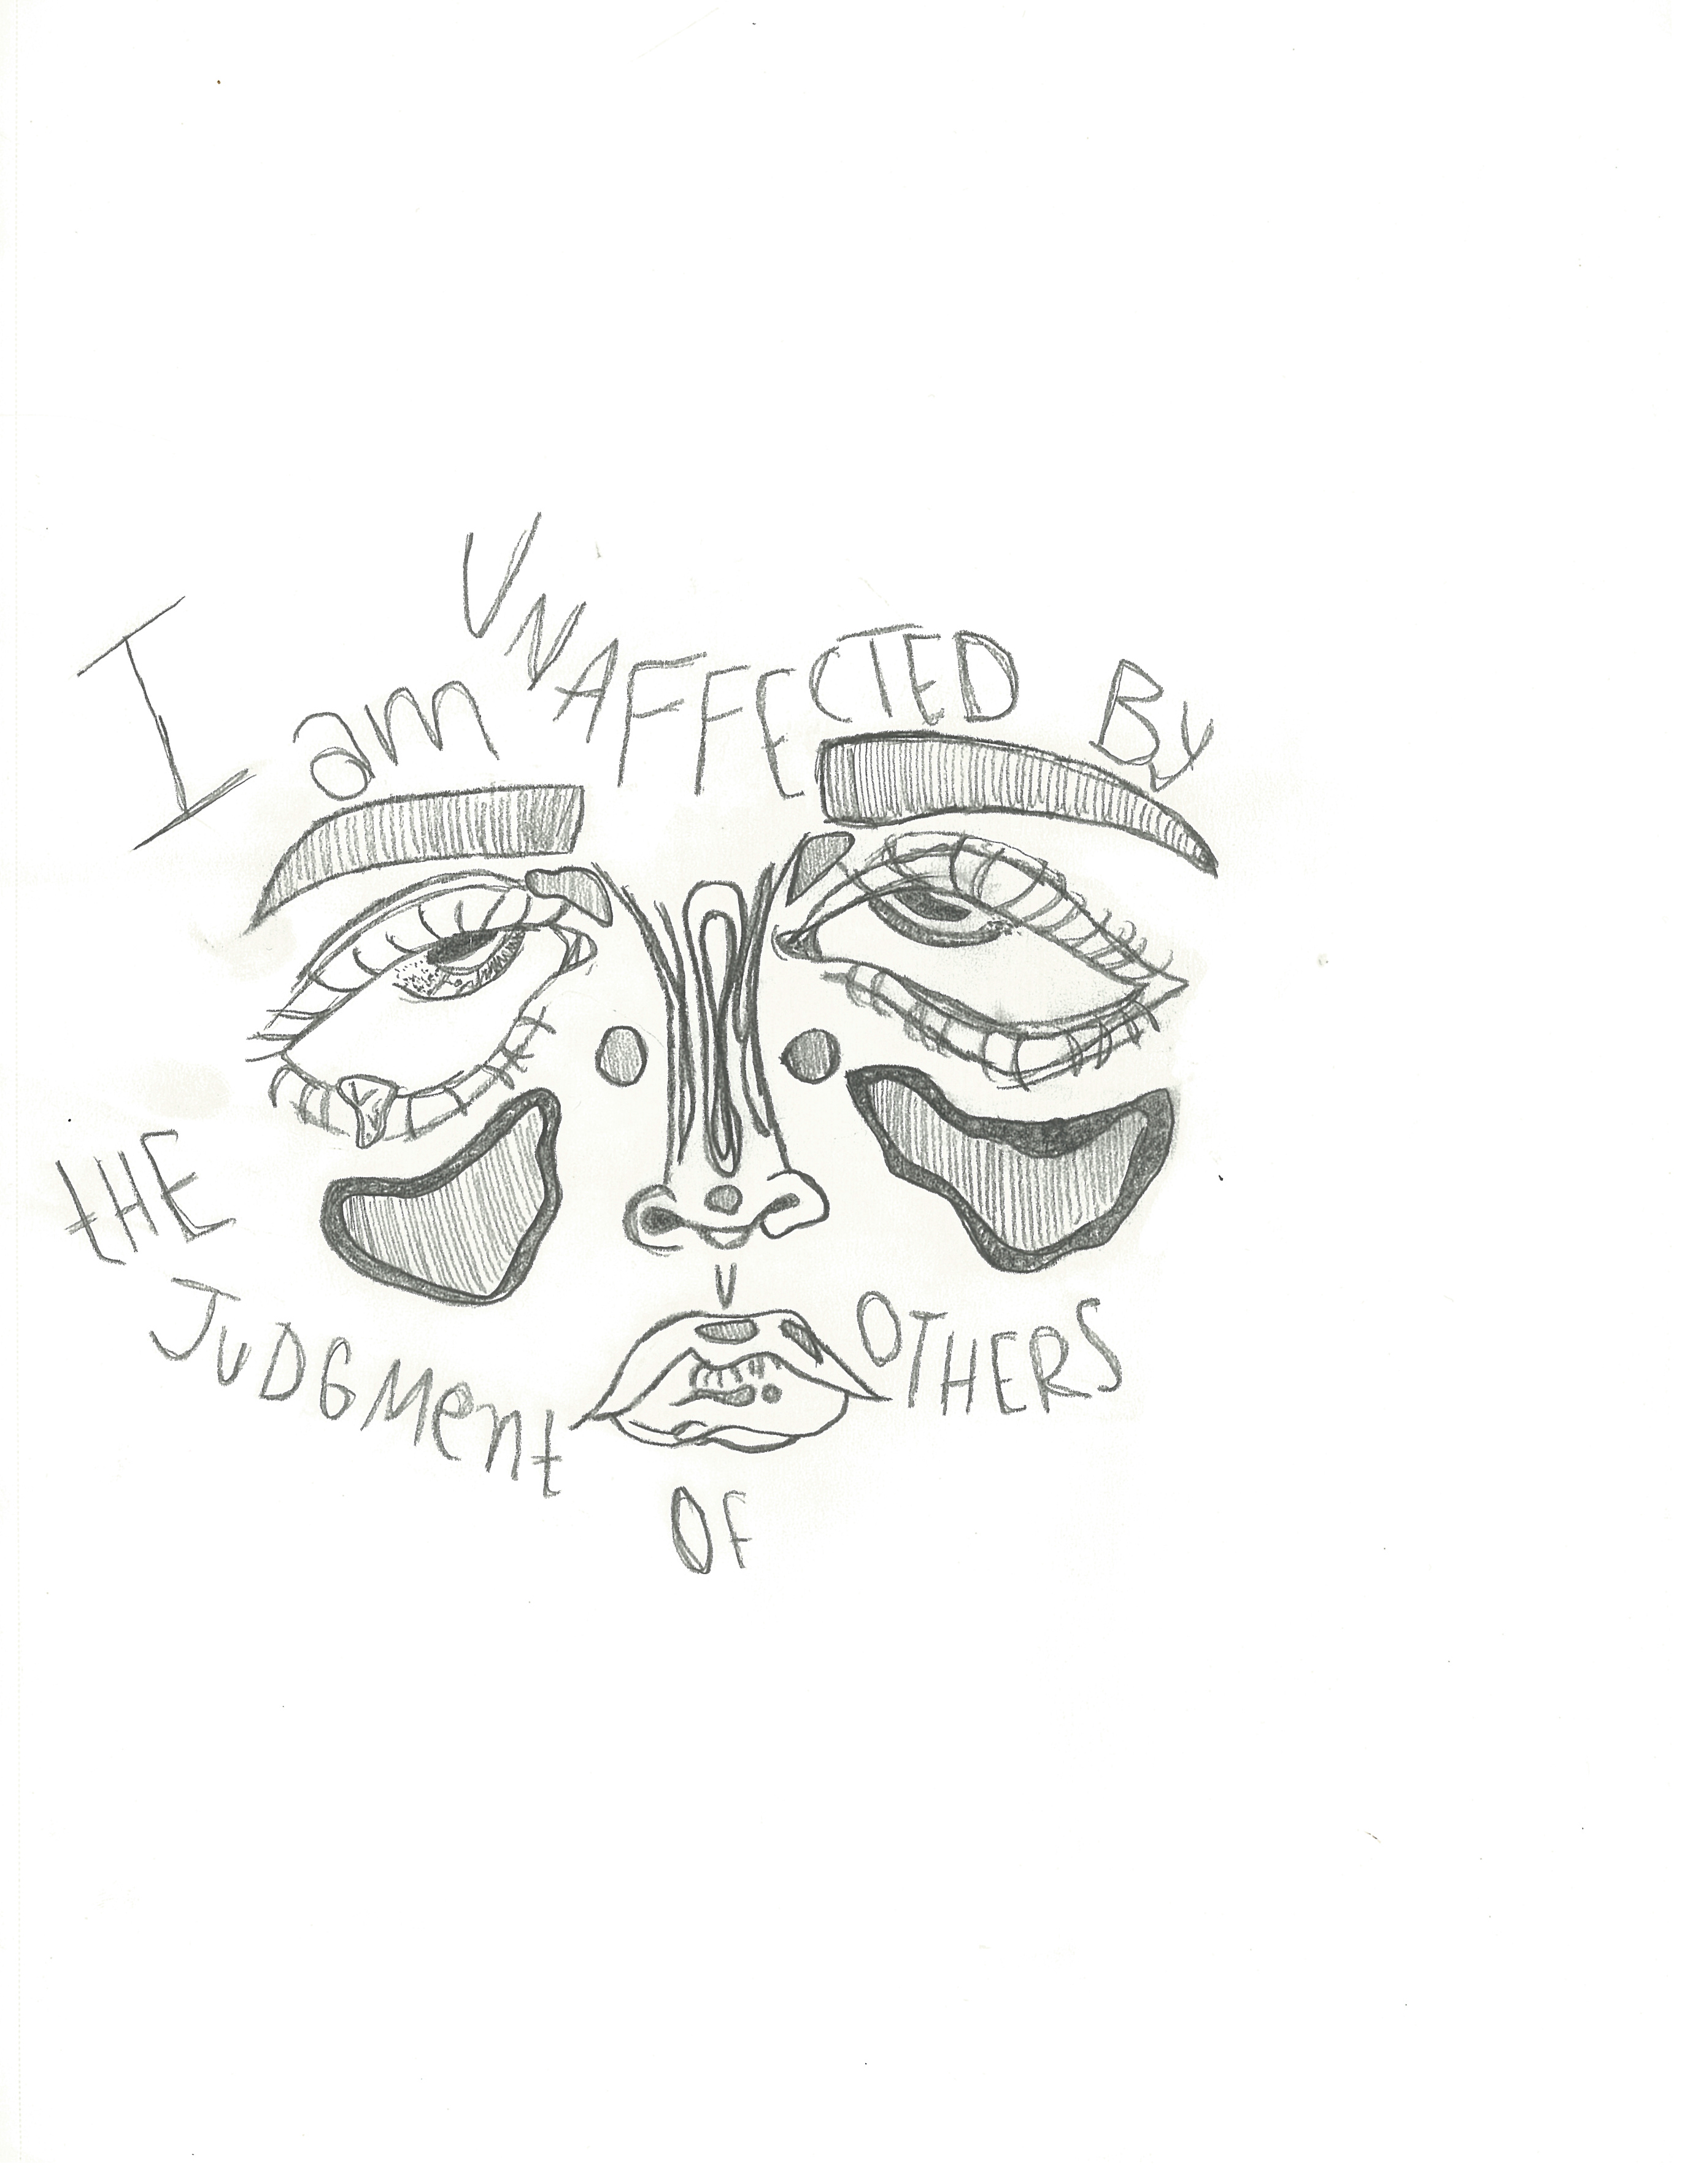 I am UNAFFECTED By
tHE
JuDGMent
OF
OTHERS